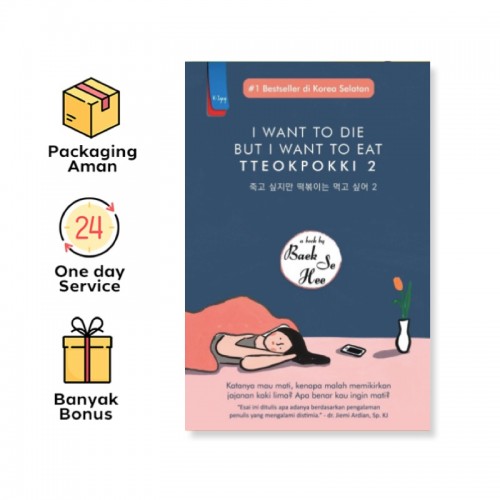 Packaging
Aman
24
One day
Service
Banyak
Bonus
#1 Bestseller di Korea Selatan
I WANT TO DIE
BUT I WANT TO EAT
TTEOKPOKKI 2
죽고 싶지만 떡볶이는 먹고 싶어 2
a book by
Baek Se
Hee
Katanya mau mati, kenapa malah memikirkan
jajanan kaki lima? Apa benar kau ingin mati?
"Esai ini ditulis apa adanya berdasarkan pengalaman
penulis yang mengalami distimia." - dr. Jiemi Ardian, Sp. KJ